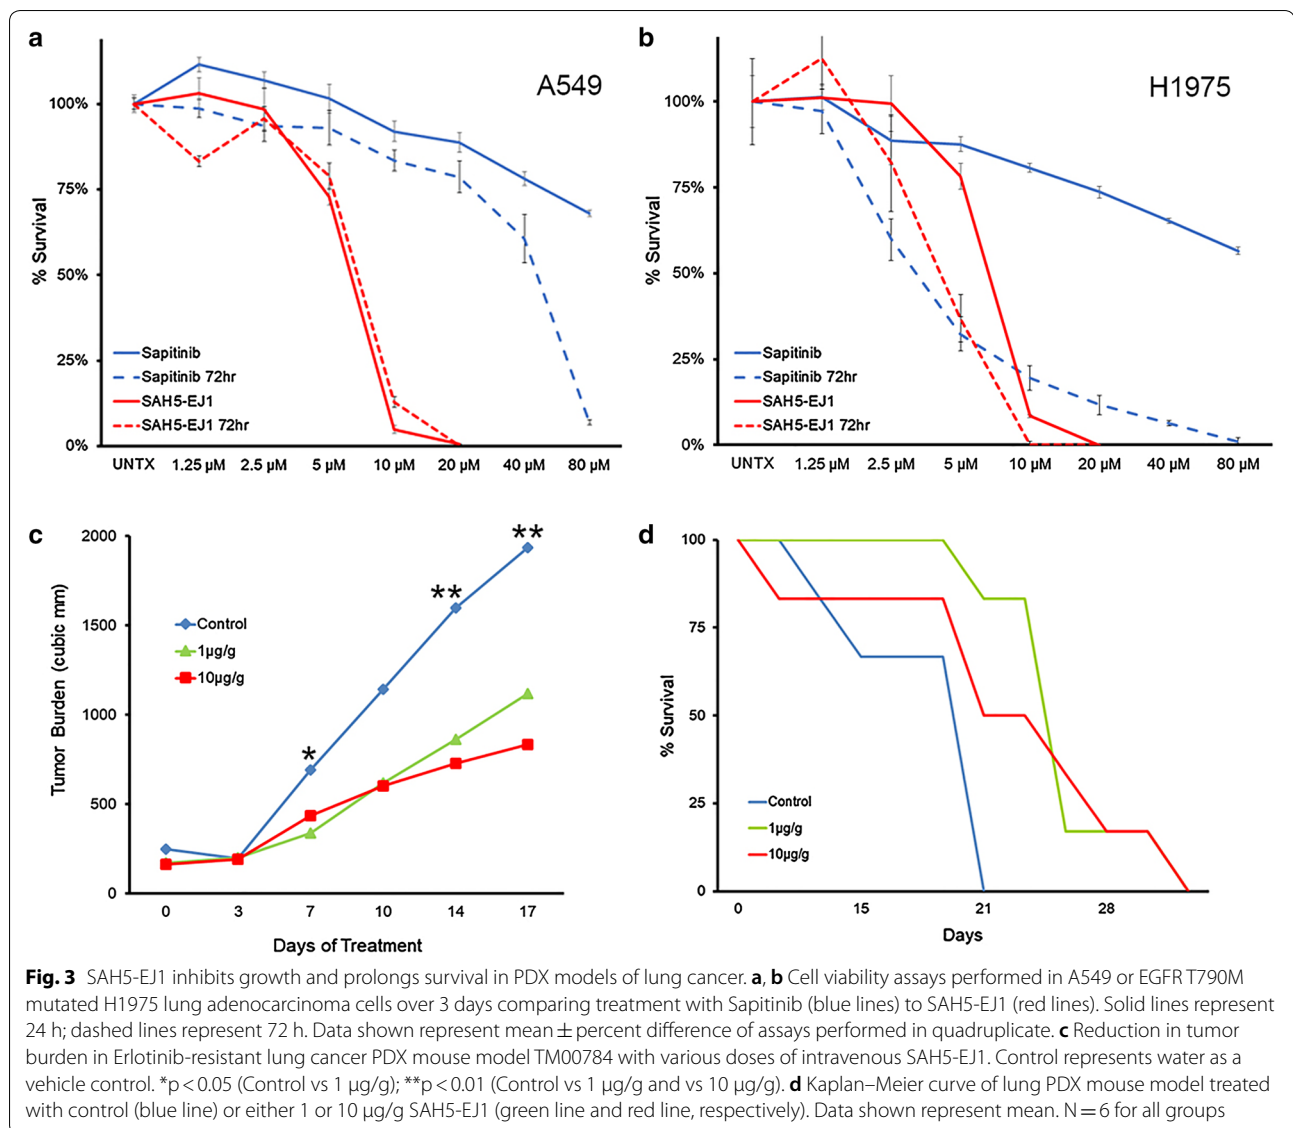 a
A549
% Survival
100%
75%
50%
25%
0%
Sapitinib
Sapitinib 72hr
SAH5-EJ1
SAH5-EJ1 72hr
UNTX 1.25 µM 2.5 µM 5 µM 10 µM 20 µM 40 µM 80 µM
b
H1975
% Survival
100%
75%
50%
25%
0%
Sapitinib
Sapitinib 72hr
SAH5-EJ1
SAH5-EJ1 72hr
UNTX 1.25 µM 2.5 µM 5 µM 10 µM 20 µM 40 µM 80 µM
c
Tumor Burden (cubic mm)
2000
1500
1000
500
0
Control
1µg/g
10µg/g
*
**
**
0 3 7 10 14 17
Days of Treatment
d
% Survival
100
75
50
25
0
Control
1µg/g
10µg/g
0 15 21 28
Days
Fig. 3 SAH5-EJ1 inhibits growth and prolongs survival in PDX models of lung cancer. a, b Cell viability assays performed in A549 or EGFR T790M
mutated H1975 lung adenocarcinoma cells over 3 days comparing treatment with Sapitinib (blue lines) to SAH5-EJ1 (red lines). Solid lines represent
24 h; dashed lines represent 72 h. Data shown represent mean ± percent difference of assays performed in quadruplicate. c Reduction in tumor
burden in Erlotinib-resistant lung cancer PDX mouse model TM00784 with various doses of intravenous SAH5-EJ1. Control represents water as a
vehicle control. *p < 0.05 (Control vs 1 µg/g); **p < 0.01 (Control vs 1 µg/g and vs 10 µg/g). d Kaplan–Meier curve of lung PDX mouse model treated
with control (blue line) or either 1 or 10 µg/g SAH5-EJ1 (green line and red line, respectively). Data shown represent mean. N = 6 for all groups